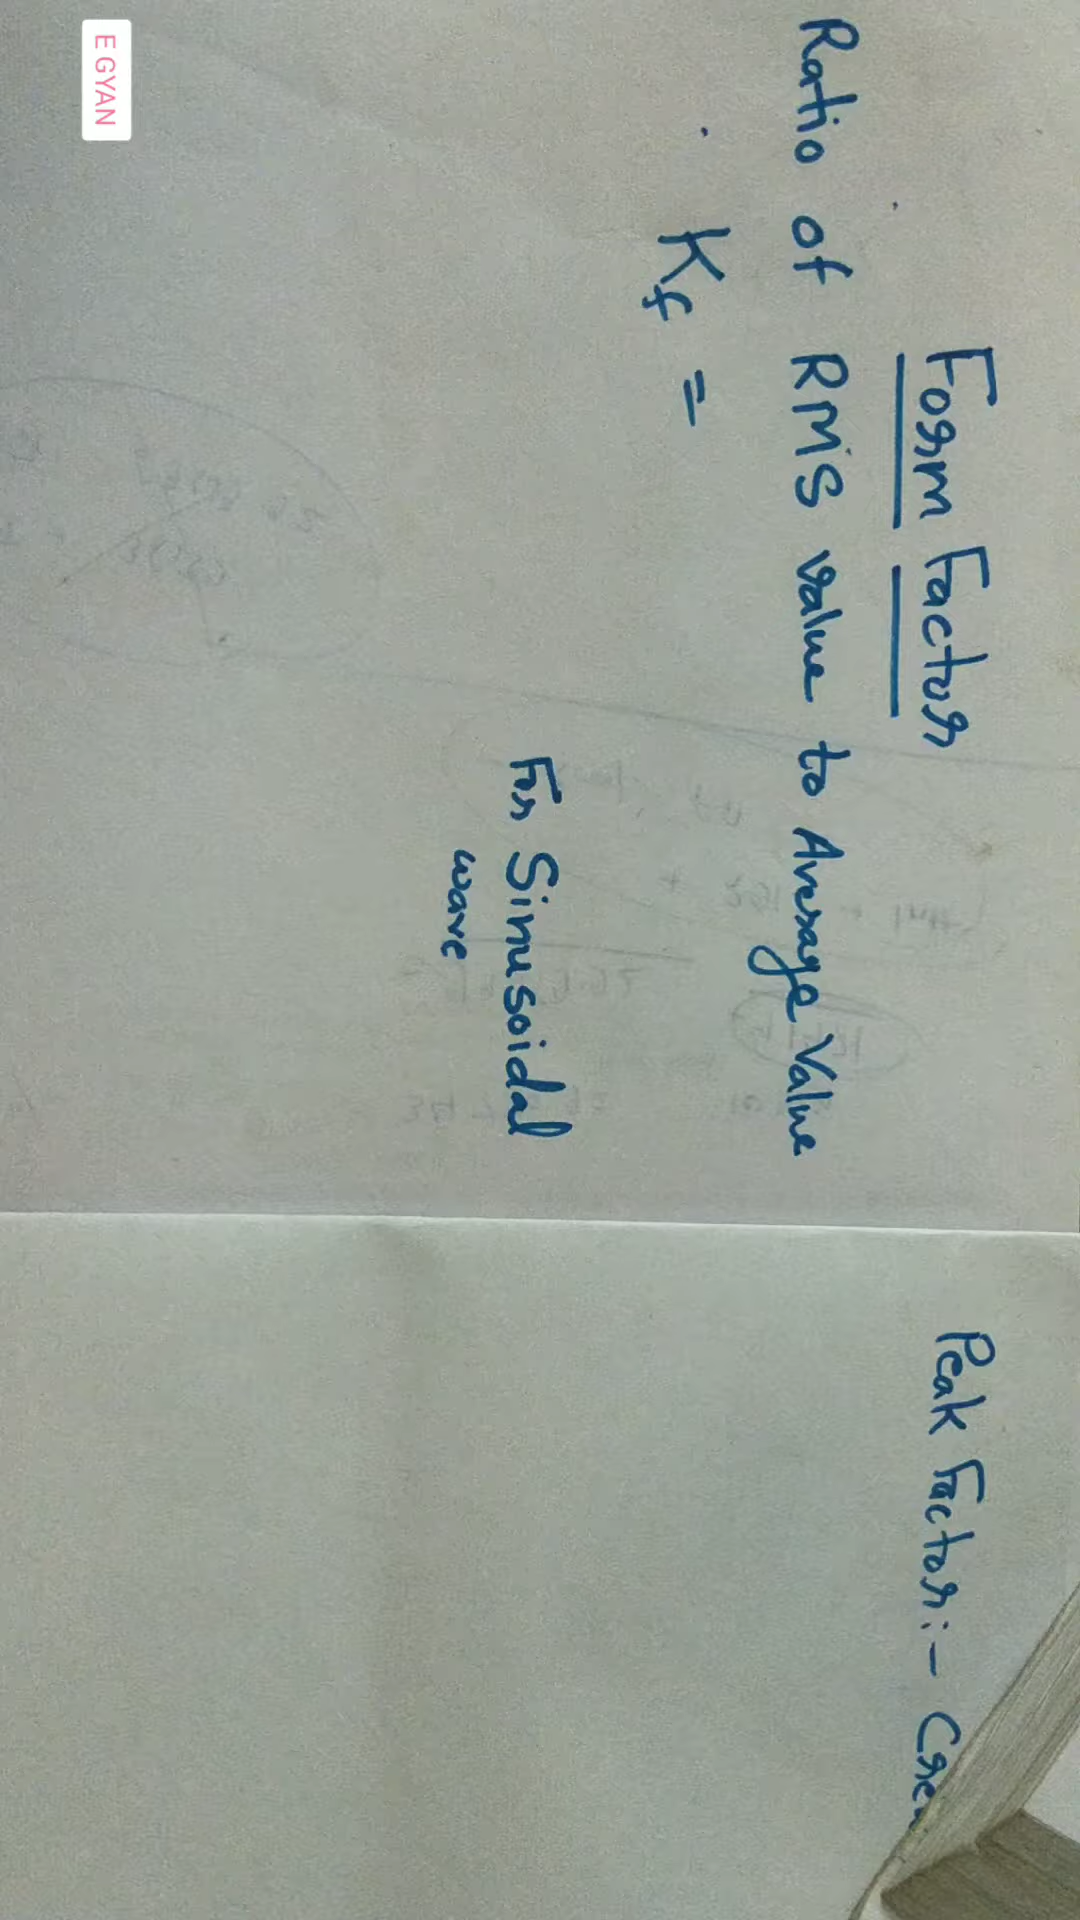 Form Factor
Ratio of RMS value to Average Value
Kf =
For Sinusoidal
wave
Peak Factor:-
E GYAN